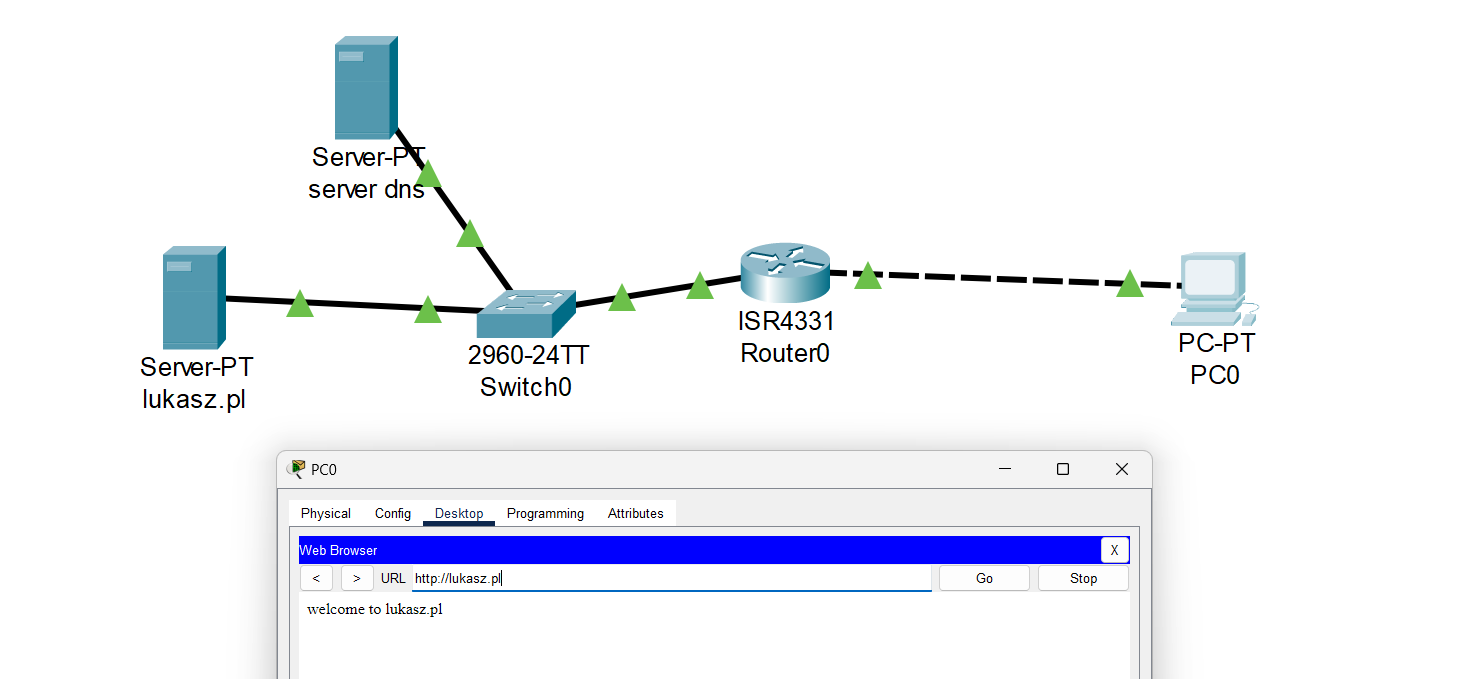 Server-PT
server dns
Server-PT
lukasz.pl
2960-24TT
Switch0
ISR4331
Router0
PC-PT
PC0
PC0
Physical Config Desktop Programming Attributes
Web Browser X
< > URL http://lukasz.pl Go Stop
welcome to lukasz.pl